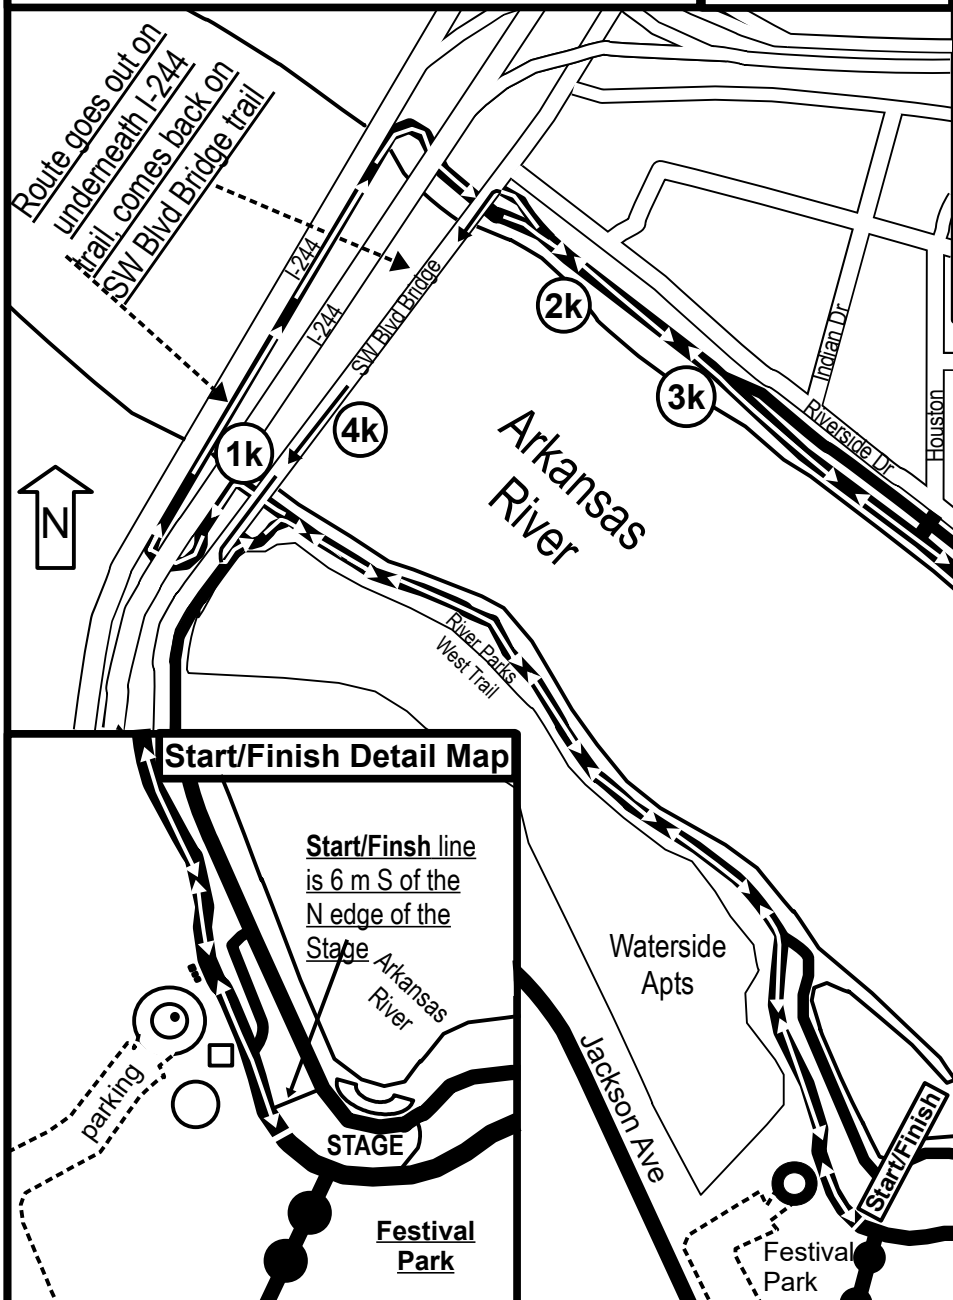 Route goes out on
underneath I-244
trail, comes back on
SW Blvd Bridge trail
I-244
I-244
SW Blvd Bridge
2k
3k
4k
1k
N
Arkansas
River
Indian Dr
Riverside Dr
Houston
River Parks
West Trail
Start/Finish Detail Map
Start/Finsh line
is 6 m S of the
N edge of the
Stage
Arkansas
River
parking
STAGE
Festival
Park
Waterside
Apts
Jackson Ave
Start/Finish
Festival
Park